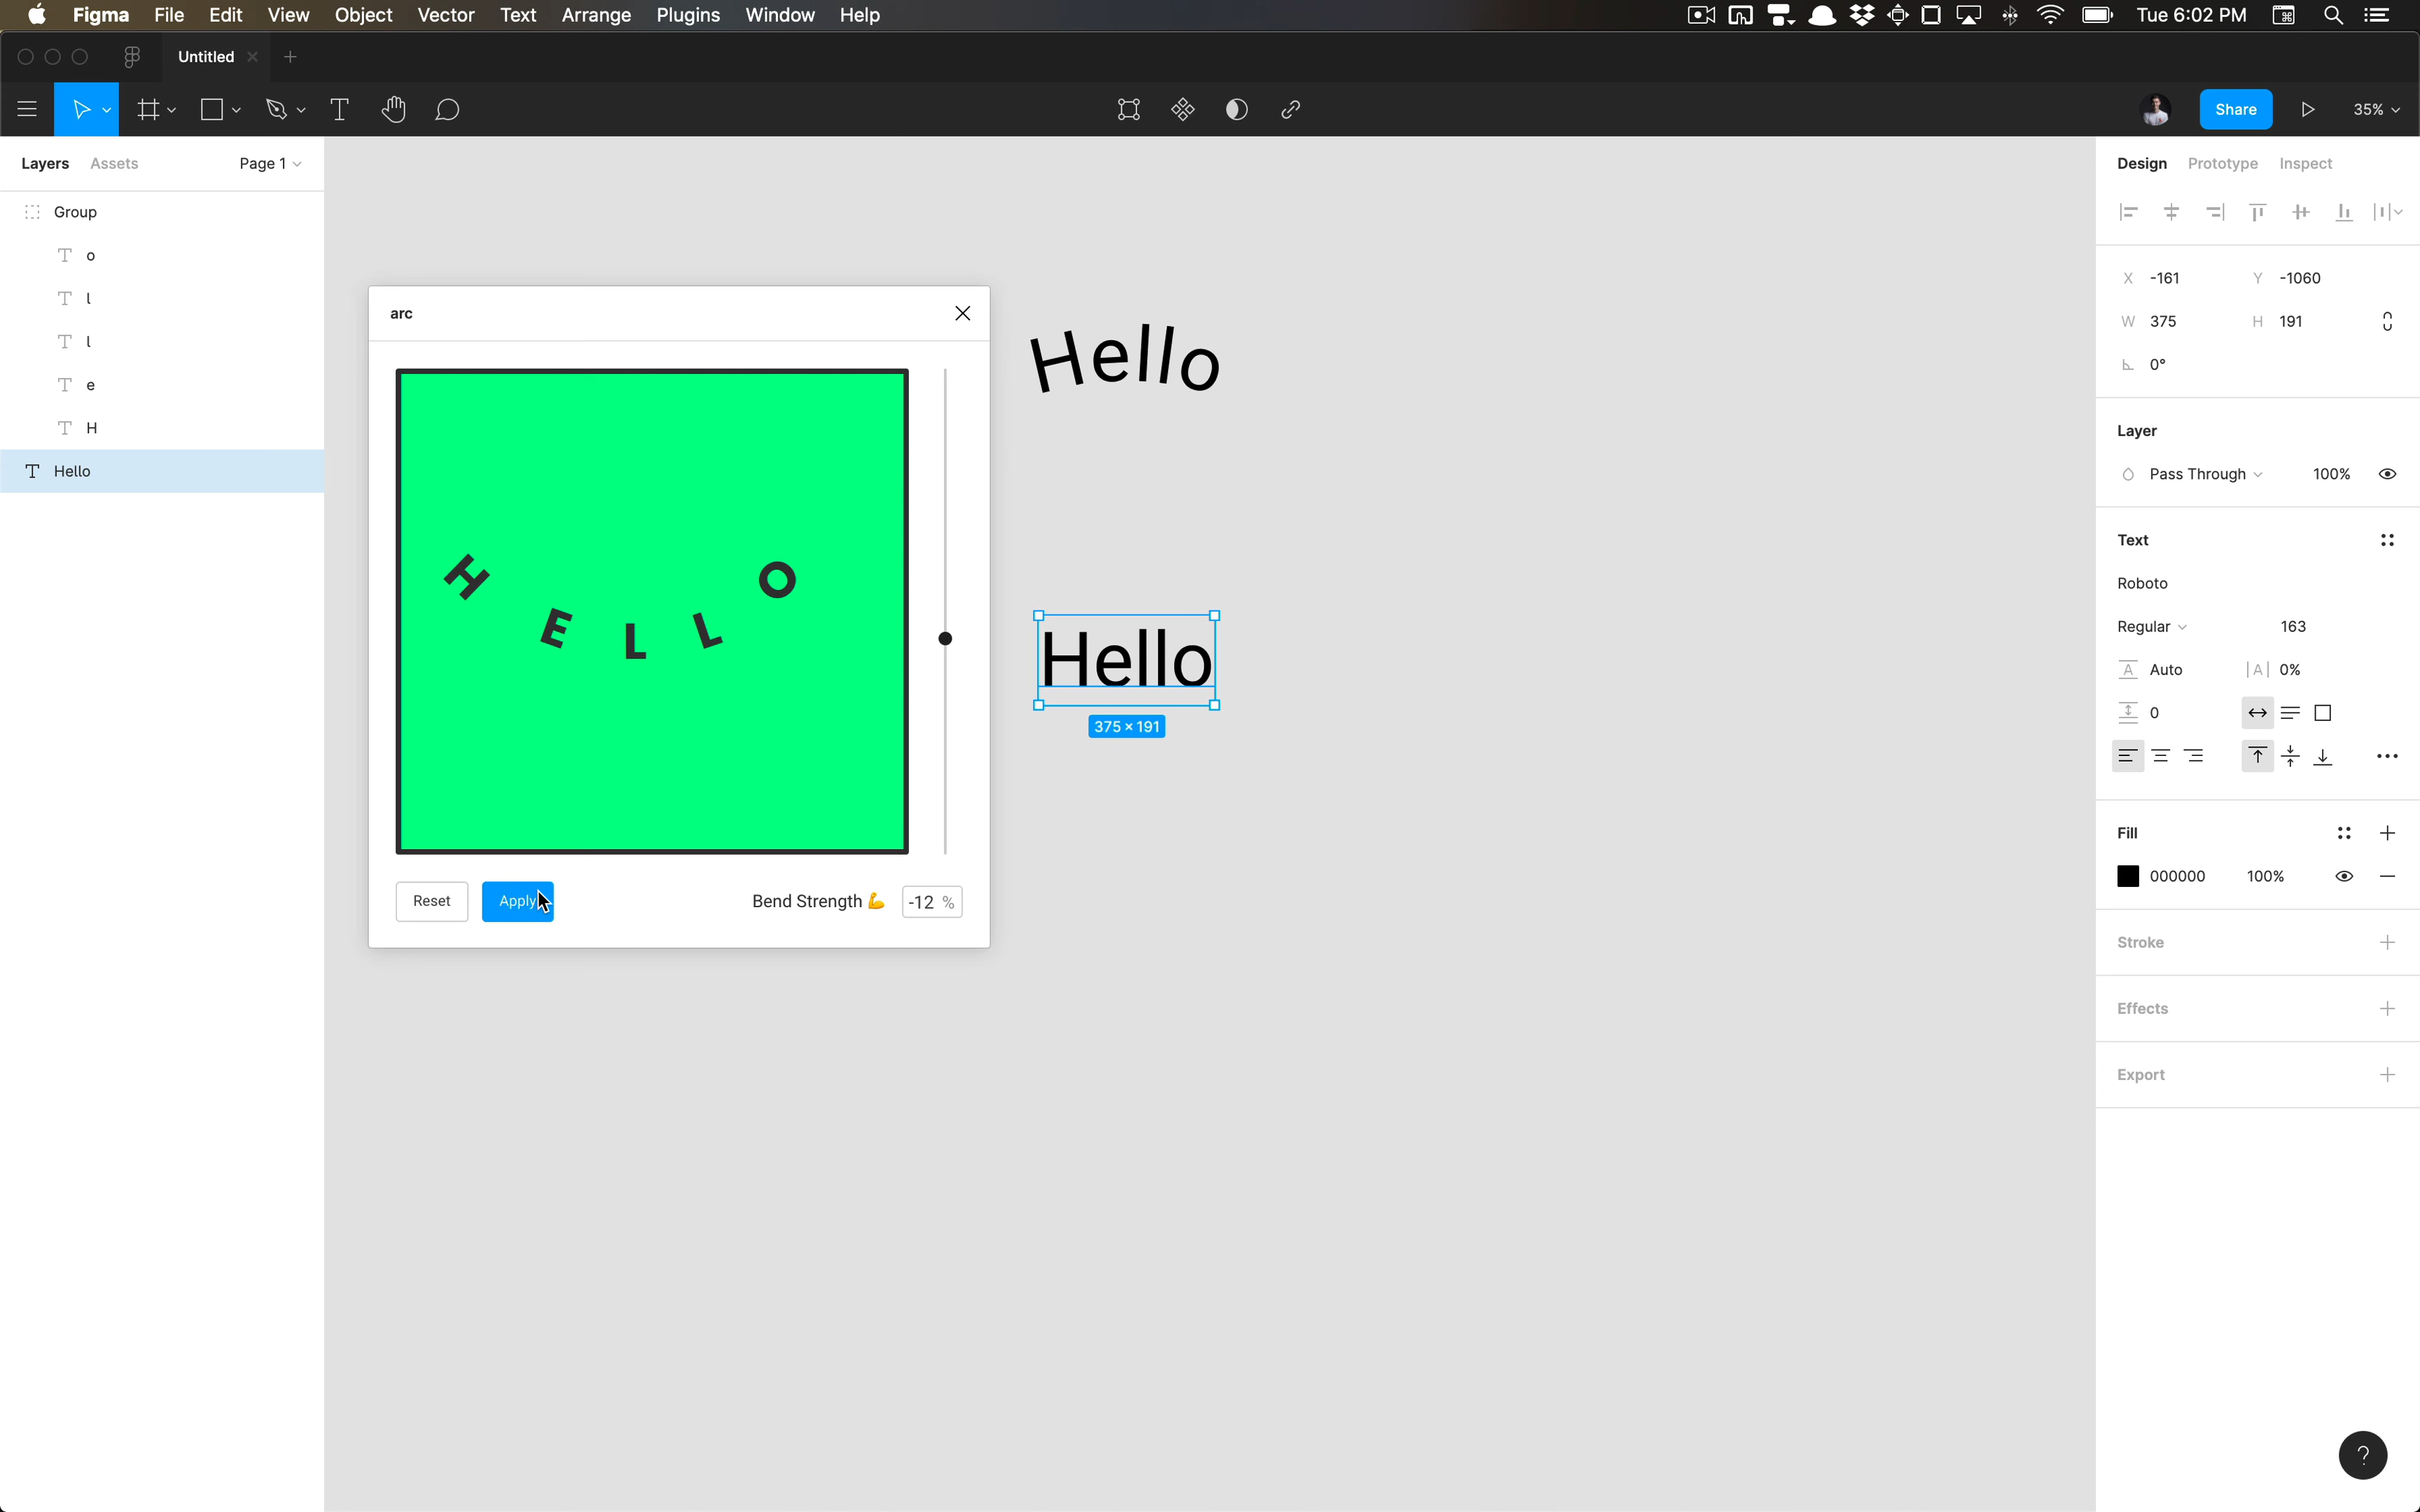 Figma File Edit View Object Vector Text Arrange Plugins Window Help Tue 6:02 PM
Untitled
Share 35%
Layers Assets Page 1
Group
o
l
l
e
H
Hello
arc
H E L L O
Reset Apply Bend Strength 💪 -12 %
Hello
Hello
375 × 191
Design Prototype Inspect
X -161 Y -1060
W 375 H 191
0°
Layer
Pass Through 100%
Text
Roboto
Regular 163
A Auto |A| 0%
0
Fill
000000 100%
Stroke
Effects
Export
?